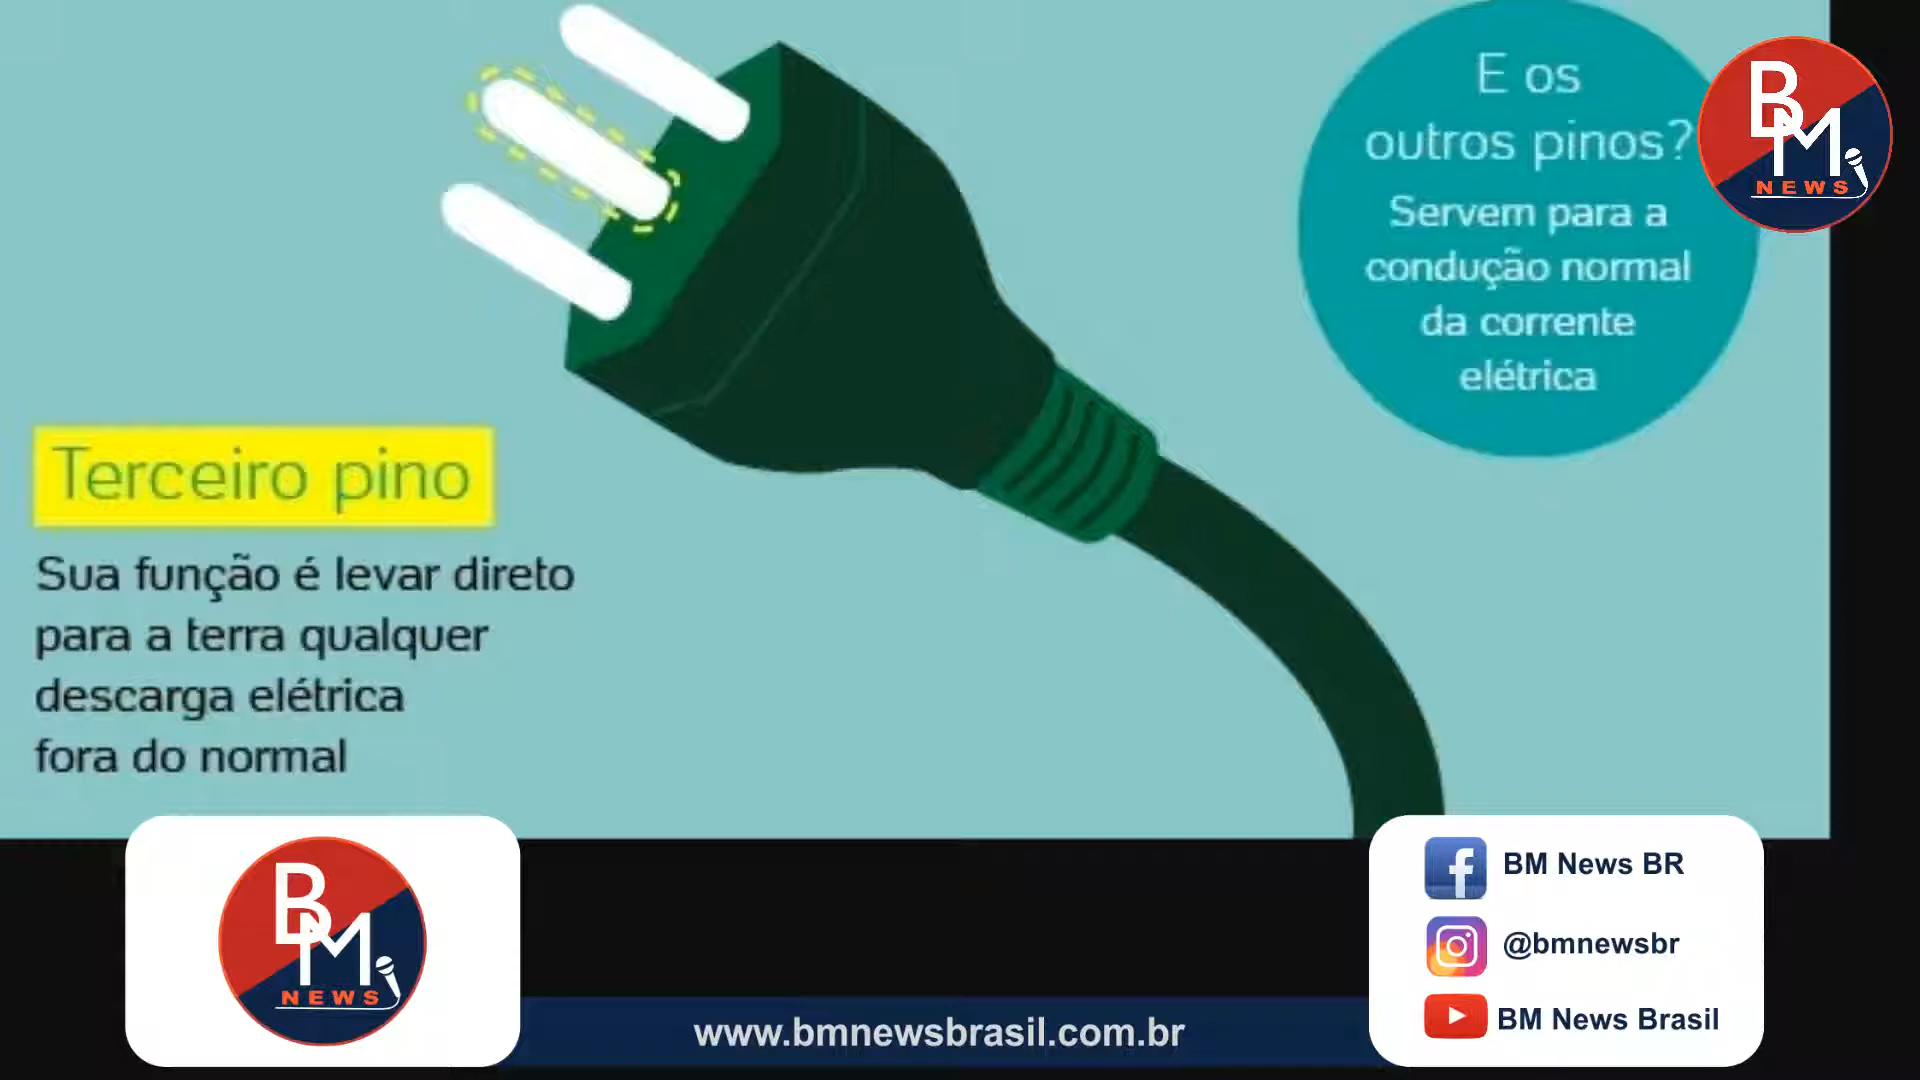 E os
outros pinos?
Servem para a
condução normal
da corrente
elétrica
BM
NEWS
Terceiro pino
Sua função é levar direto
para a terra qualquer
descarga elétrica
fora do normal
BM
NEWS
www.bmnewsbrasil.com.br
BM News BR
@bmnewsbr
BM News Brasil